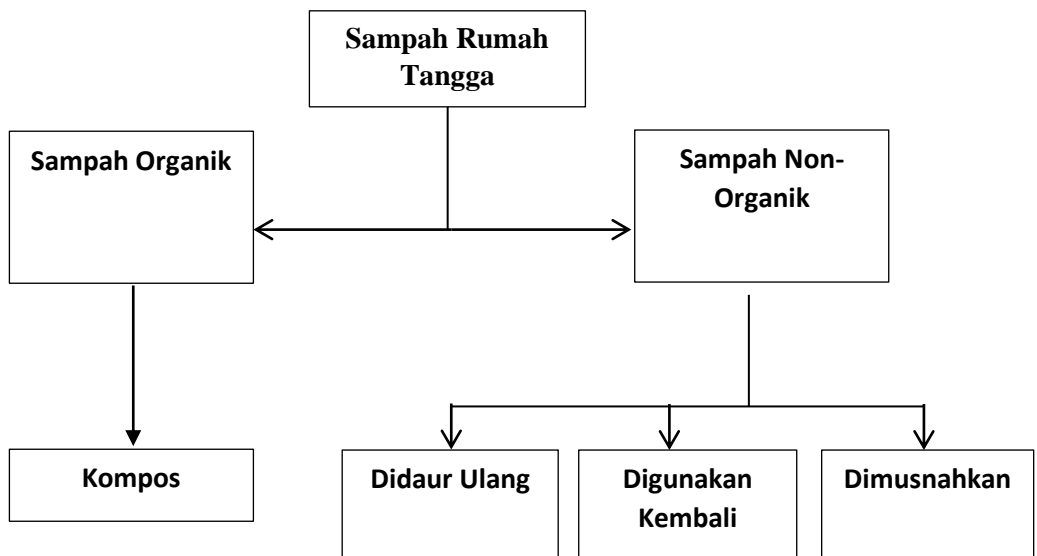 Sampah Rumah
Tangga
Sampah Organik
Sampah Non-
Organik
Kompos
Didaur Ulang
Digunakan
Kembali
Dimusnahkan